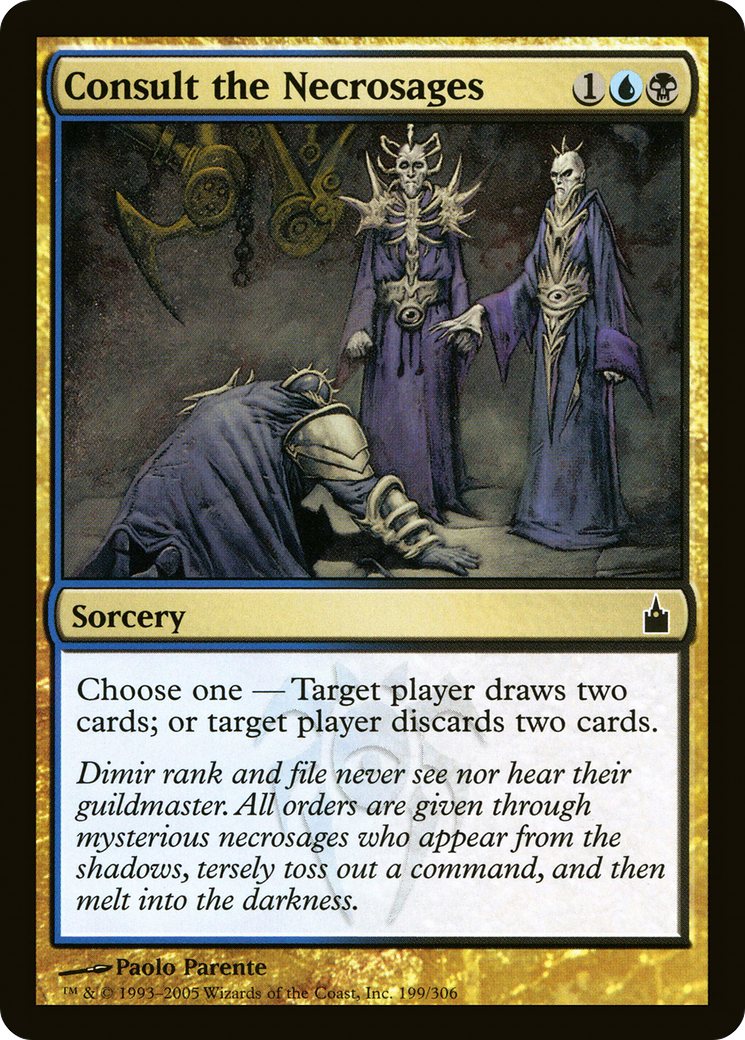 Consult the Necrosages 1
Sorcery
Choose one — Target player draws two
cards; or target player discards two cards.
Dimir rank and file never see nor hear their
guildmaster. All orders are given through
mysterious necrosages who appear from the
shadows, tersely toss out a command, and then
melt into the darkness.
Paolo Parente
™ & © 1993–2005 Wizards of the Coast, Inc. 199/306